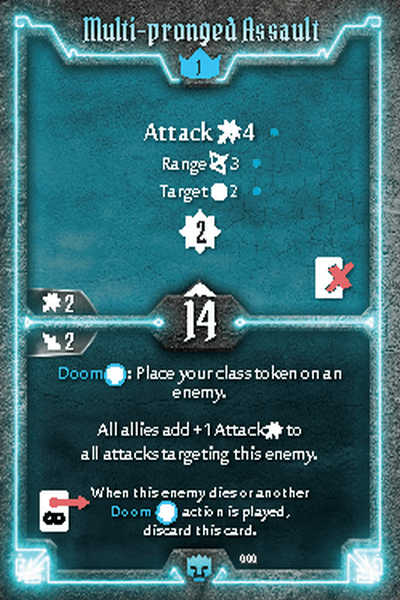 Multi-pronged Assault
1
Attack 4
Range 3
Target 2
2
2
14
2
Doom : Place your class token on an
enemy.
All allies add +1 Attack to
all attacks targeting this enemy.
When this enemy dies or another
Doom action is played,
discard this card.